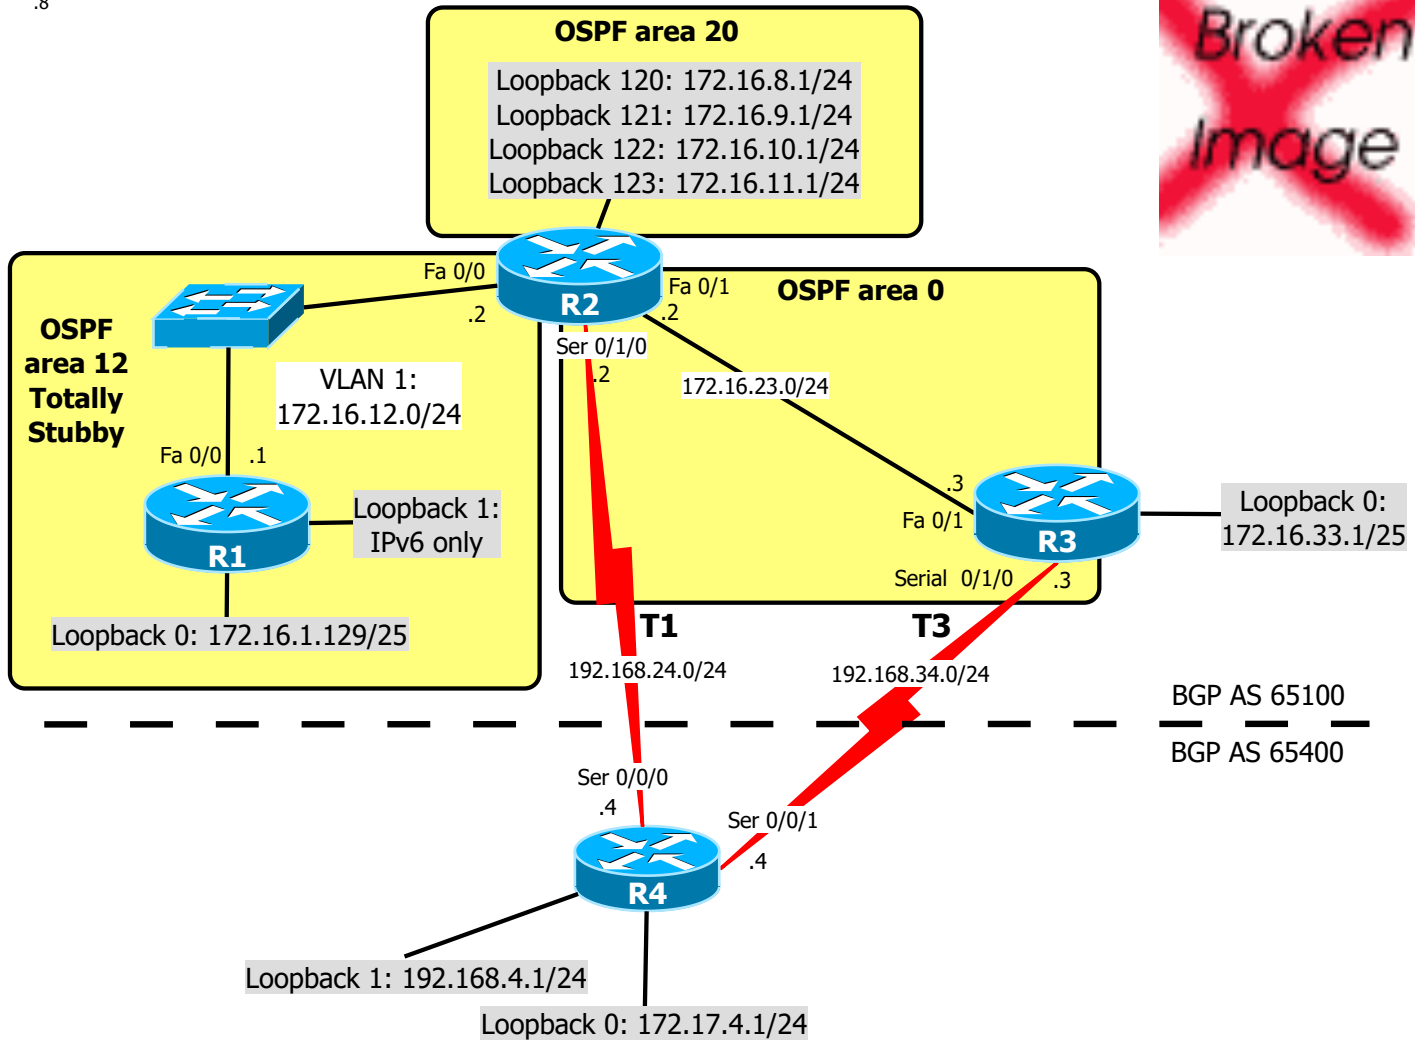 .8
Broken
Image
OSPF area 20
Loopback 120: 172.16.8.1/24
Loopback 121: 172.16.9.1/24
Loopback 122: 172.16.10.1/24
Loopback 123: 172.16.11.1/24
Fa 0/0
.2
R2
Fa 0/1
.2
OSPF area 0
Ser 0/1/0
.2
172.16.23.0/24
OSPF
area 12
Totally
Stubby
VLAN 1:
172.16.12.0/24
Fa 0/0
.1
R1
Loopback 1:
IPv6 only
Loopback 0: 172.16.1.129/25
.3
Fa 0/1
R3
Loopback 0:
172.16.33.1/25
Serial 0/1/0
.3
T1
T3
192.168.24.0/24
192.168.34.0/24
BGP AS 65100
BGP AS 65400
Ser 0/0/0
.4
Ser 0/0/1
.4
R4
Loopback 1: 192.168.4.1/24
Loopback 0: 172.17.4.1/24